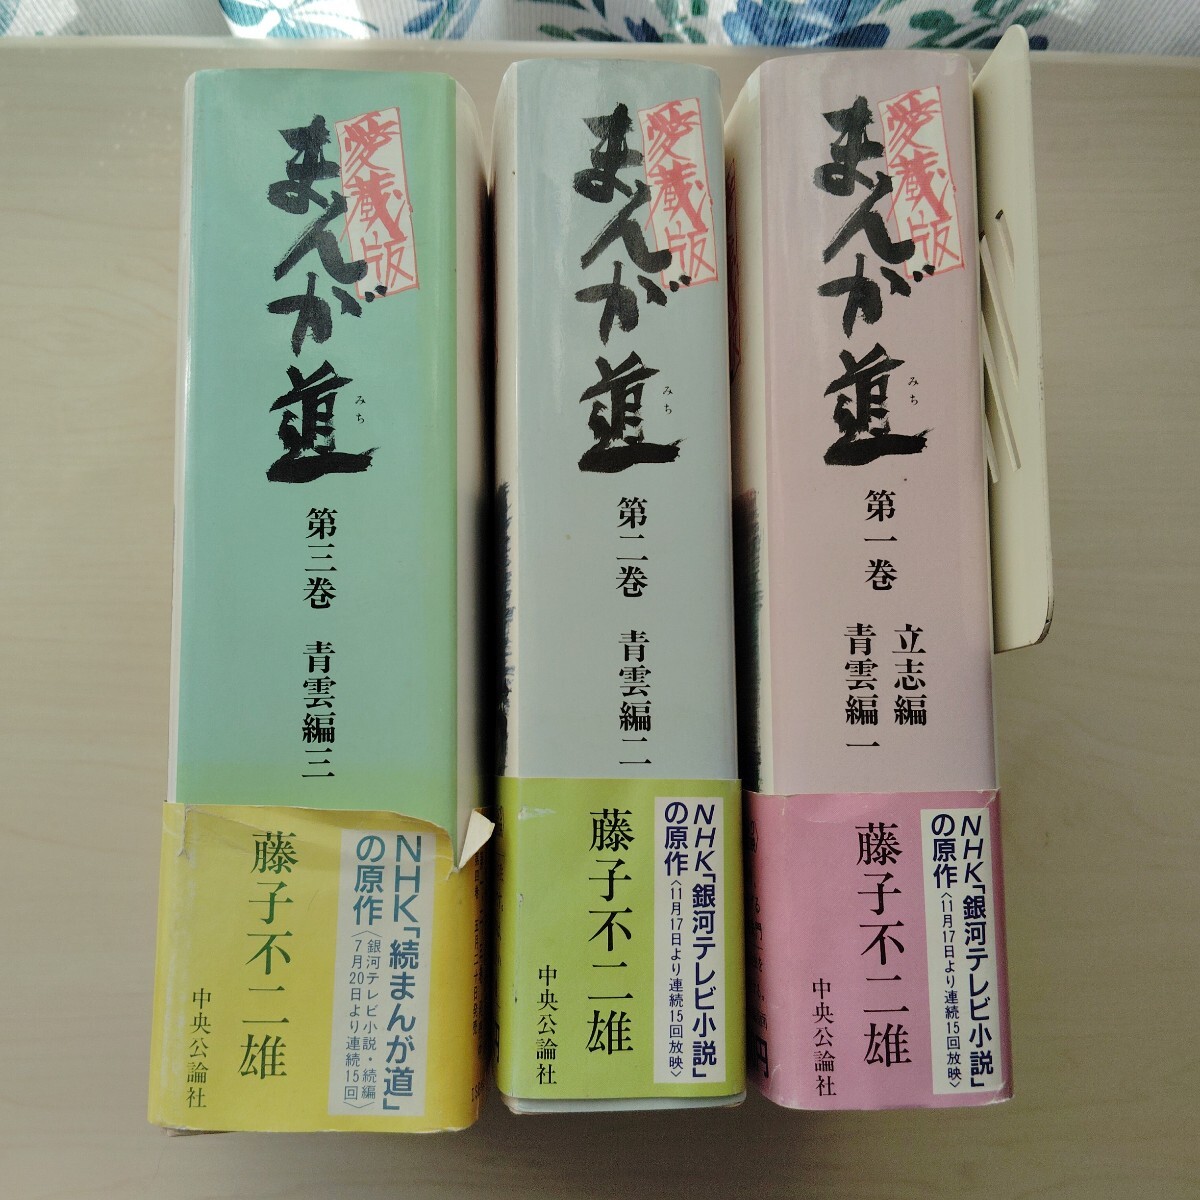 愛蔵版
まんが道
みち
第一巻
立志編
青雲編一
NHK「銀河テレビ小説」
の原作〈11月17日より連続15回放映〉
藤子不二雄
中央公論社
愛蔵版
まんが道
みち
第二巻
青雲編二
NHK「銀河テレビ小説」
の原作〈11月17日より連続15回放映〉
藤子不二雄
中央公論社
愛蔵版
まんが道
みち
第三巻
青雲編三
NHK「続まんが道」
の原作〈銀河テレビ小説・続編
7月20日より連続15回〉
藤子不二雄
中央公論社